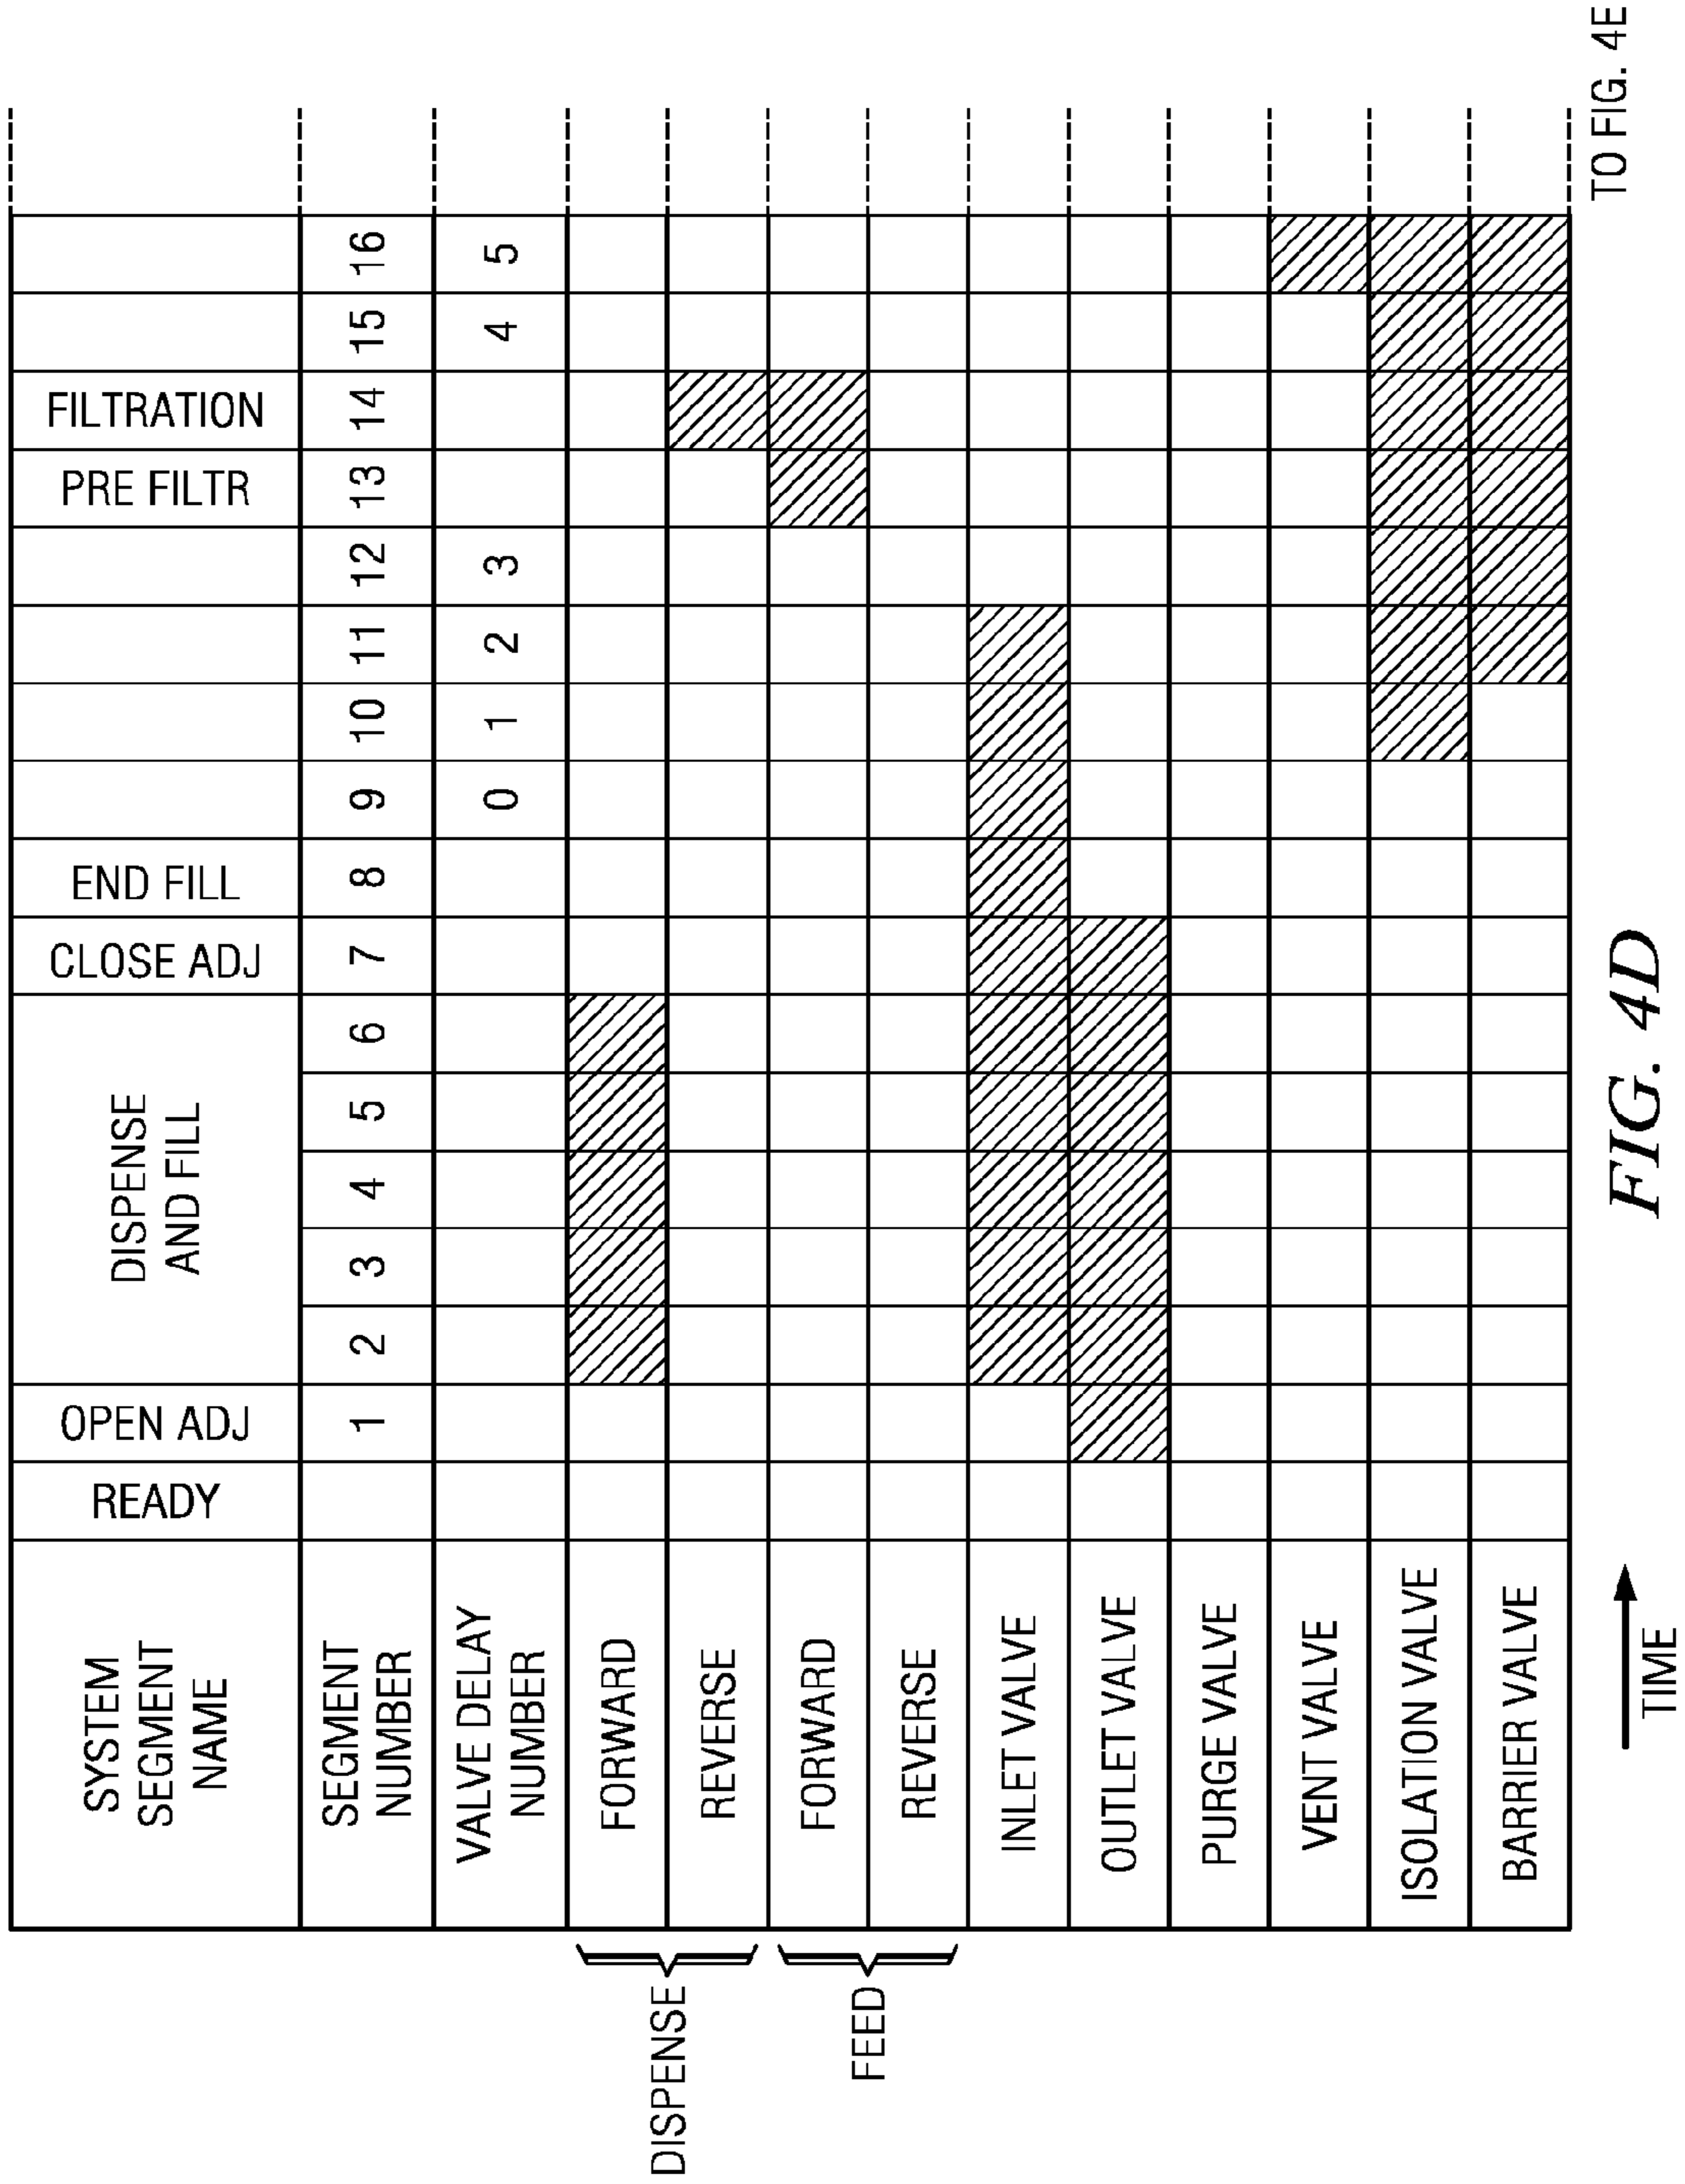 SYSTEM
SEGMENT
NAME
READY
OPEN ADJ
DISPENSE
AND FILL
CLOSE ADJ
END FILL
PRE FILTR
FILTRATION
SEGMENT
NUMBER
1 2 3 4 5 6 7 8 9 10 11 12 13 14 15 16
VALVE DELAY
NUMBER
0 1 2 3 4 5
DISPENSE
FORWARD
REVERSE
FEED
FORWARD
REVERSE
INLET VALVE
OUTLET VALVE
PURGE VALVE
VENT VALVE
ISOLATION VALVE
BARRIER VALVE
TIME
TO FIG. 4E
FIG. 4D